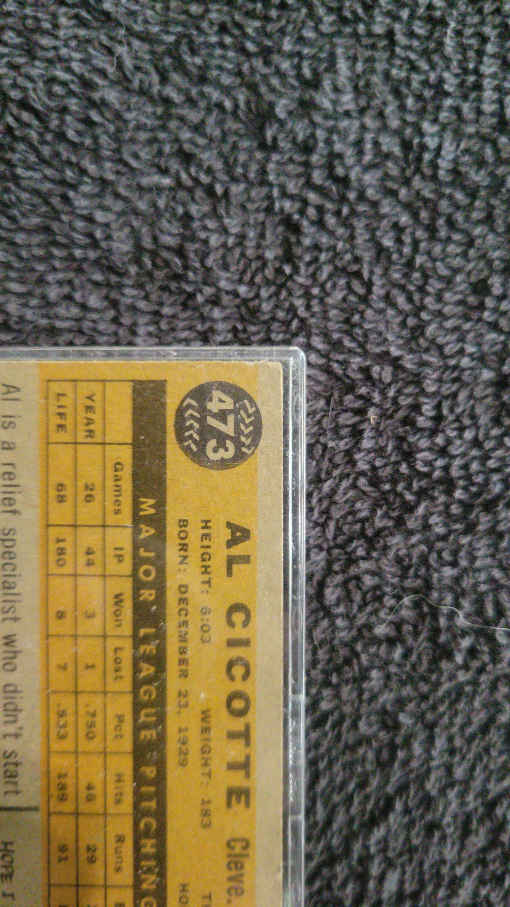 473
AL CICOTTE Cleve.
HEIGHT: 6:03 WEIGHT: 183
BORN: DECEMBER 23, 1929
MAJOR LEAGUE PITCHING
Games IP Won Lost Pct Hits Runs
YEAR 26 44 3 1 .750 46 29
LIFE 68 180 8 7 .533 189 91
Al is a relief specialist who didn't start